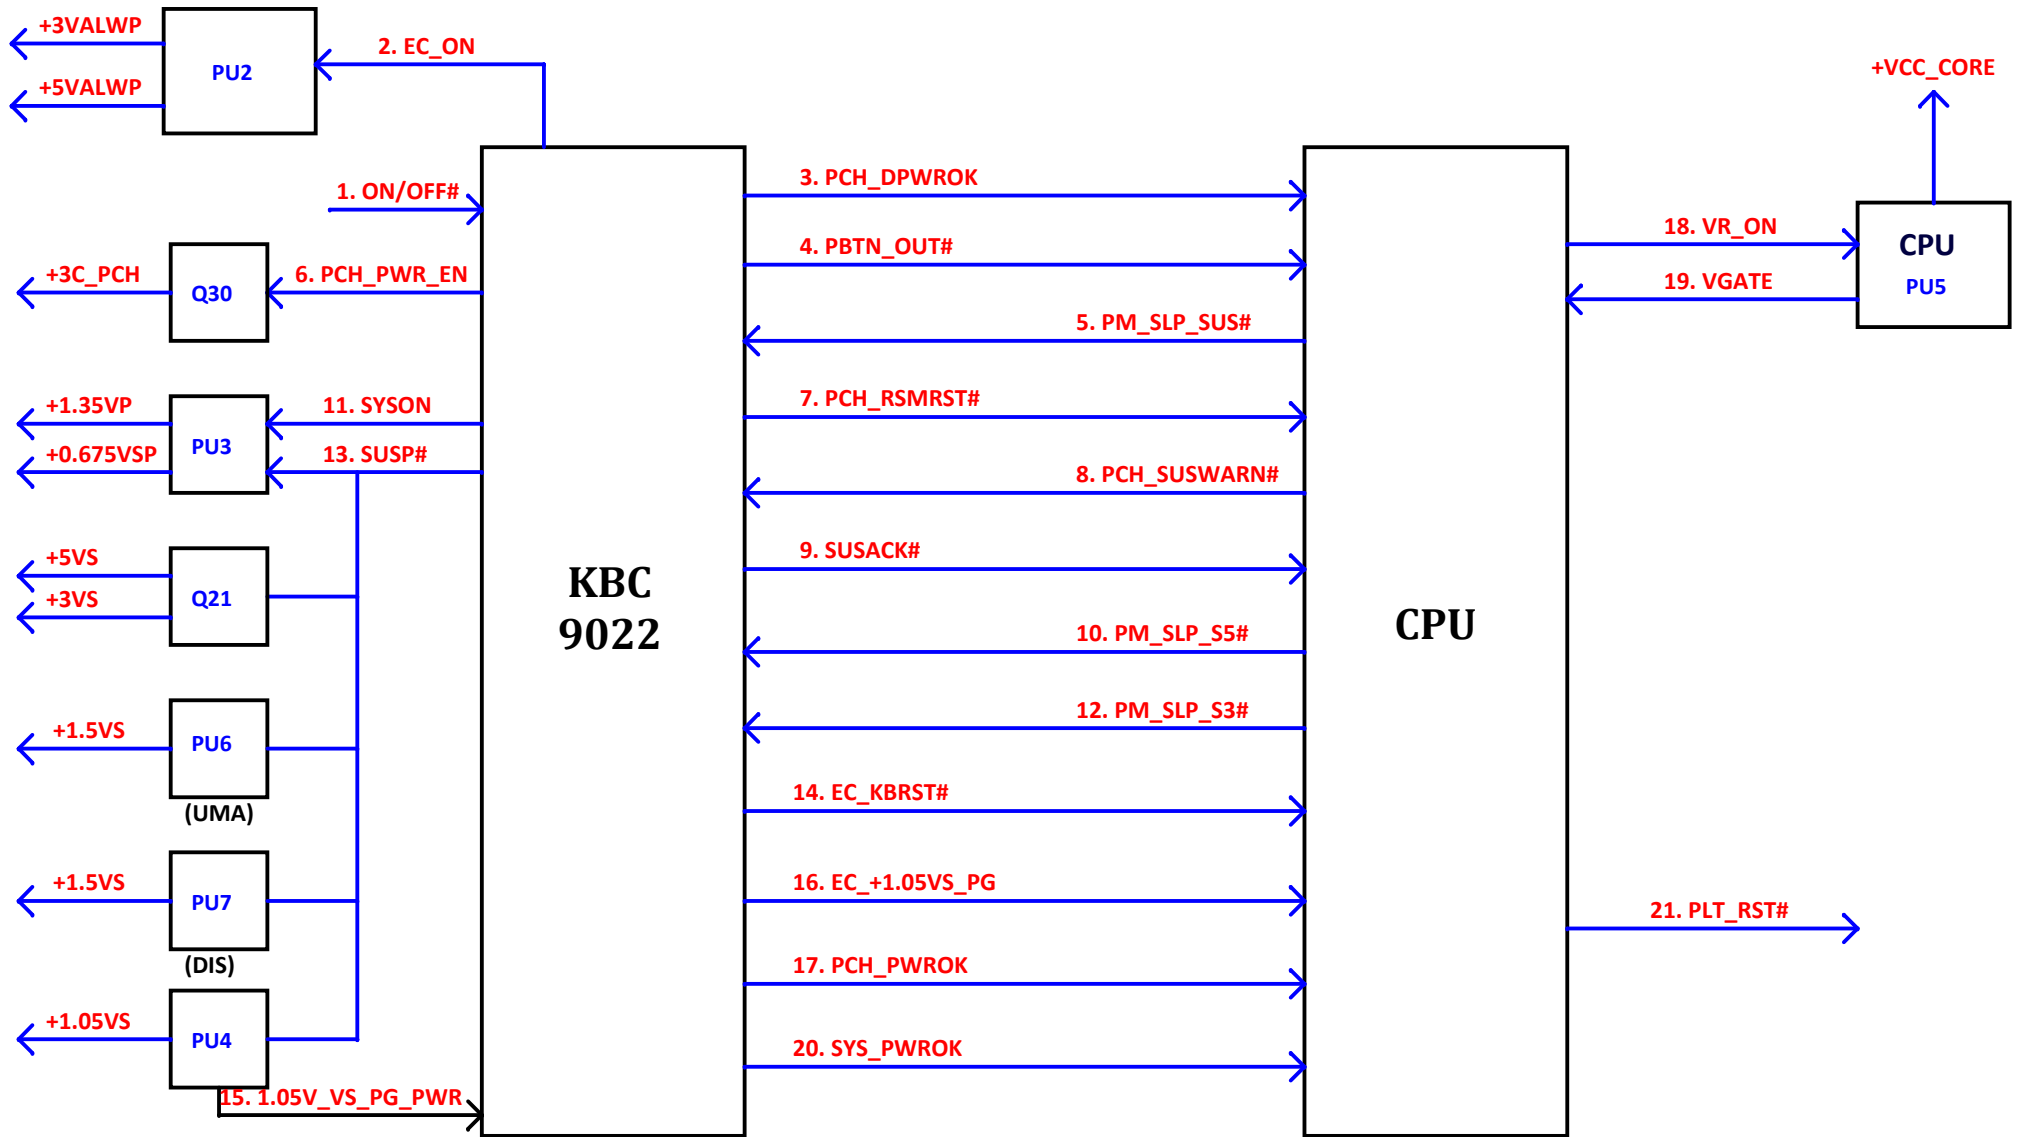 +3VALWP
+5VALWP
PU2
2. EC_ON
+VCC_CORE
1. ON/OFF#
3. PCH_DPWROK
4. PBTN_OUT#
18. VR_ON
CPU
PU5
19. VGATE
+3C_PCH
Q30
6. PCH_PWR_EN
5. PM_SLP_SUS#
+1.35VP
+0.675VSP
PU3
11. SYSON
13. SUSP#
7. PCH_RSMRST#
8. PCH_SUSWARN#
+5VS
+3VS
Q21
KBC
9022
9. SUSACK#
CPU
10. PM_SLP_S5#
12. PM_SLP_S3#
+1.5VS
PU6
(UMA)
14. EC_KBRST#
+1.5VS
PU7
(DIS)
16. EC_+1.05VS_PG
21. PLT_RST#
17. PCH_PWROK
+1.05VS
PU4
20. SYS_PWROK
15. 1.05V_VS_PG_PWR